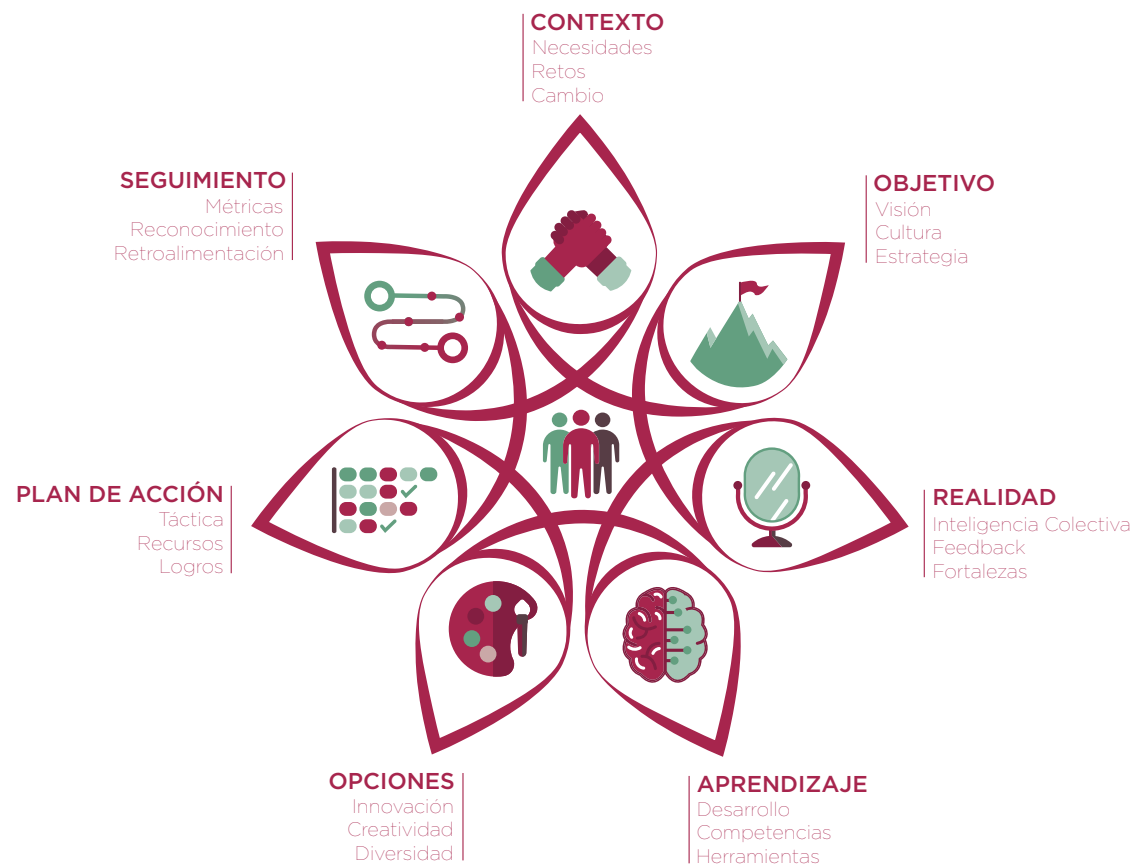 CONTEXTO
Necesidades
Retos
Cambio
OBJETIVO
Visión
Cultura
Estrategia
REALIDAD
Inteligencia Colectiva
Feedback
Fortalezas
APRENDIZAJE
Desarrollo
Competencias
Herramientas
OPCIONES
Innovación
Creatividad
Diversidad
PLAN DE ACCIÓN
Táctica
Recursos
Logros
SEGUIMIENTO
Métricas
Reconocimiento
Retroalimentación